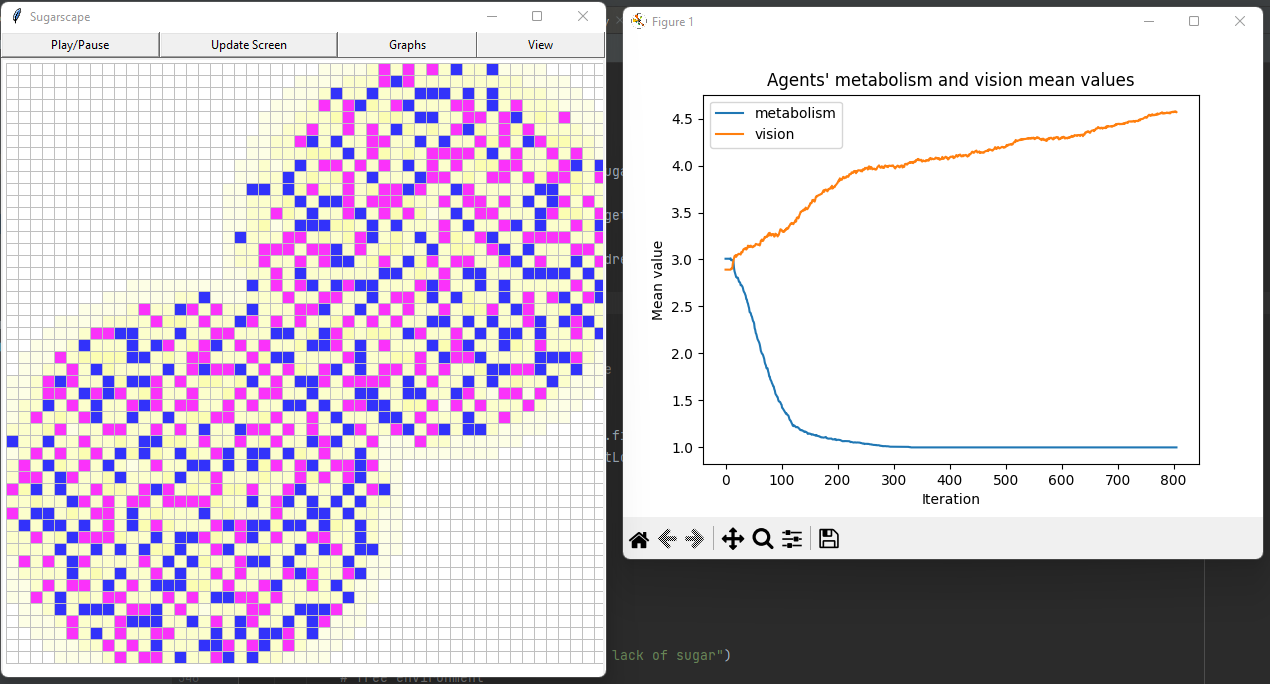 Sugarscape
Play/Pause Update Screen Graphs View
Figure 1
Agents' metabolism and vision mean values
metabolism
vision
Mean value
4.5
4.0
3.5
3.0
2.5
2.0
1.5
1.0
0 100 200 300 400 500 600 700 800
Iteration
lack of sugar")